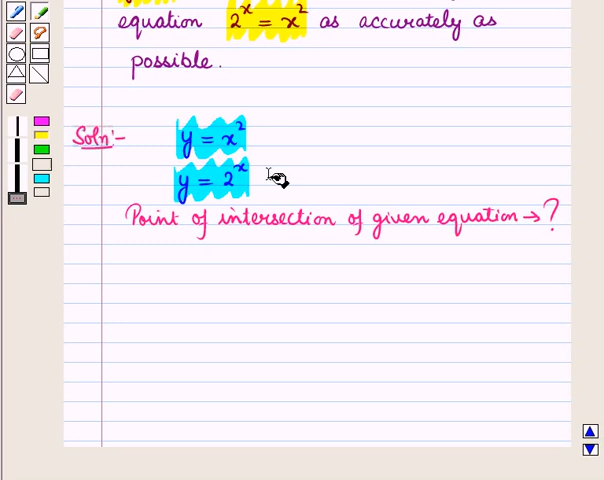 equation 2^x = x^2 as accurately as
possible.
Soln:-
y = x^2
y = 2^x
Point of intersection of given equation → ?